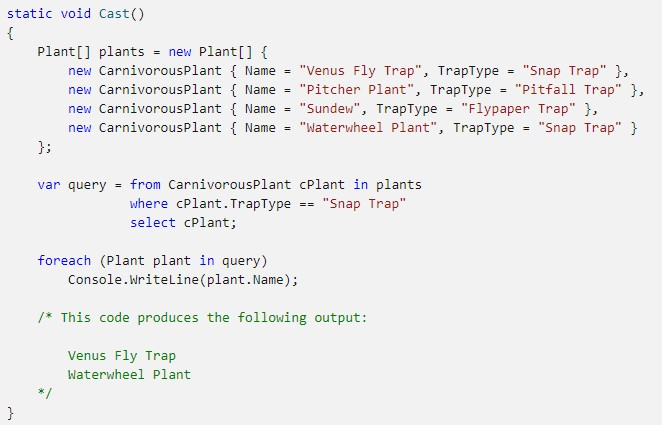 static void Cast()
{
    Plant[] plants = new Plant[] {
        new CarnivorousPlant { Name = "Venus Fly Trap", TrapType = "Snap Trap" },
        new CarnivorousPlant { Name = "Pitcher Plant", TrapType = "Pitfall Trap" },
        new CarnivorousPlant { Name = "Sundew", TrapType = "Flypaper Trap" },
        new CarnivorousPlant { Name = "Waterwheel Plant", TrapType = "Snap Trap" }
    };

    var query = from CarnivorousPlant cPlant in plants
                where cPlant.TrapType == "Snap Trap"
                select cPlant;

    foreach (Plant plant in query)
        Console.WriteLine(plant.Name);

    /* This code produces the following output:

        Venus Fly Trap
        Waterwheel Plant
    */
}